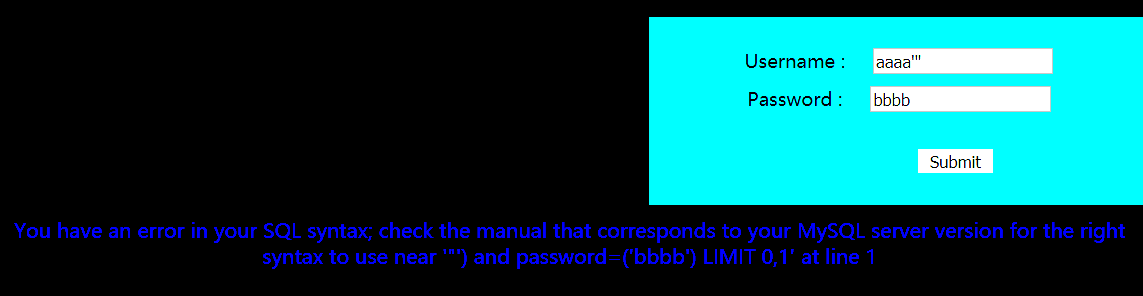 Username : aaaa'"
Password : bbbb
Submit
You have an error in your SQL syntax; check the manual that corresponds to your MySQL server version for the right
syntax to use near '"') and password=('bbbb') LIMIT 0,1' at line 1